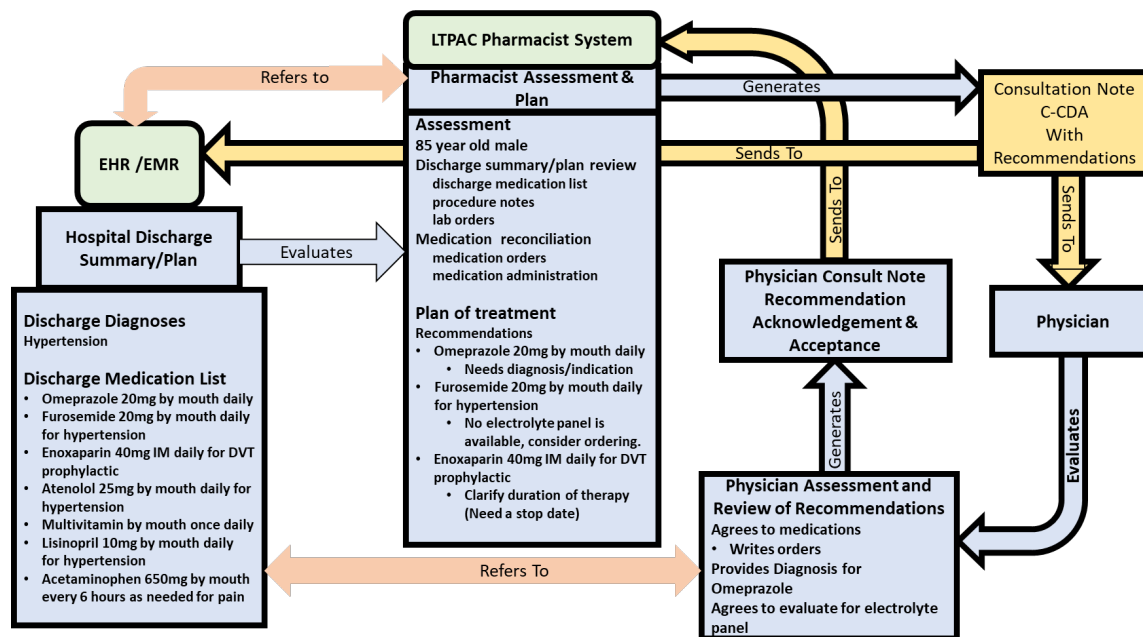 LTPAC Pharmacist System
Refers to
Pharmacist Assessment &
Plan
Generates
Consultation Note
C-CDA
With
Recommendations
EHR /EMR
Sends To
Assessment
85 year old male
Discharge summary/plan review
discharge medication list
procedure notes
lab orders
Medication reconciliation
medication orders
medication administration
Plan of treatment
Recommendations
• Omeprazole 20mg by mouth daily
• Needs diagnosis/indication
• Furosemide 20mg by mouth daily
for hypertension
• No electrolyte panel is
available, consider ordering.
• Enoxaparin 40mg IM daily for DVT
prophylactic
• Clarify duration of therapy
(Need a stop date)
Hospital Discharge
Summary/Plan
Evaluates
Discharge Diagnoses
Hypertension
Discharge Medication List
• Omeprazole 20mg by mouth daily
• Furosemide 20mg by mouth daily
for hypertension
• Enoxaparin 40mg IM daily for DVT
prophylactic
• Atenolol 25mg by mouth daily for
hypertension
• Multivitamin by mouth once daily
• Lisinopril 10mg by mouth daily
for hypertension
• Acetaminophen 650mg by mouth
every 6 hours as needed for pain
Sends To
Sends To
Physician Consult Note
Recommendation
Acknowledgement &
Acceptance
Physician
Generates
Evaluates
Physician Assessment and
Review of Recommendations
Agrees to medications
• Writes orders
Provides Diagnosis for
Omeprazole
Agrees to evaluate for electrolyte
panel
Refers To